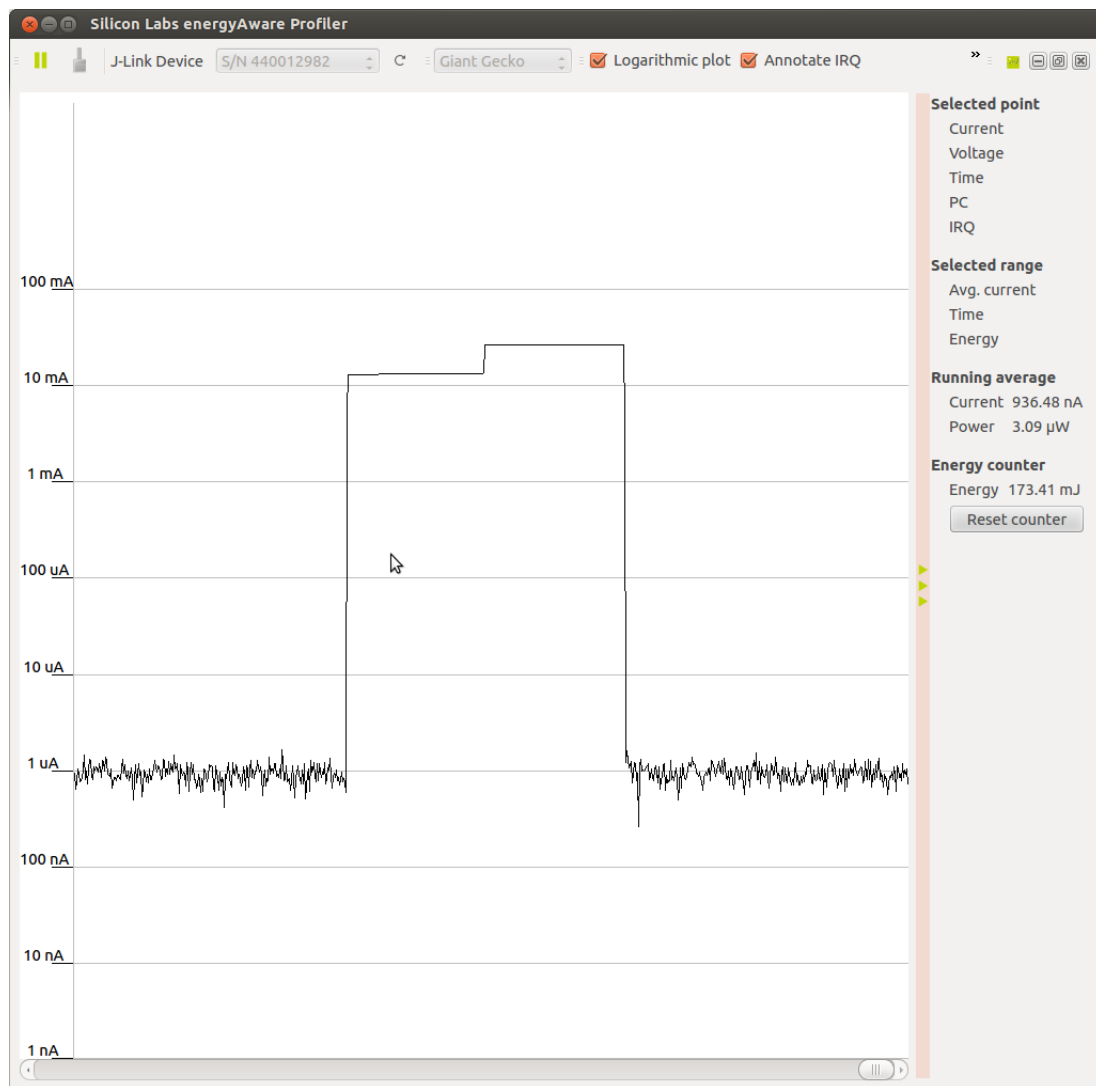 Silicon Labs energyAware Profiler
J-Link Device S/N 440012982 Giant Gecko Logarithmic plot Annotate IRQ »
100 mA
10 mA
1 mA
100 uA
10 uA
1 uA
100 nA
10 nA
1 nA
Selected point
Current
Voltage
Time
PC
IRQ
Selected range
Avg. current
Time
Energy
Running average
Current 936.48 nA
Power 3.09 µW
Energy counter
Energy 173.41 mJ
Reset counter